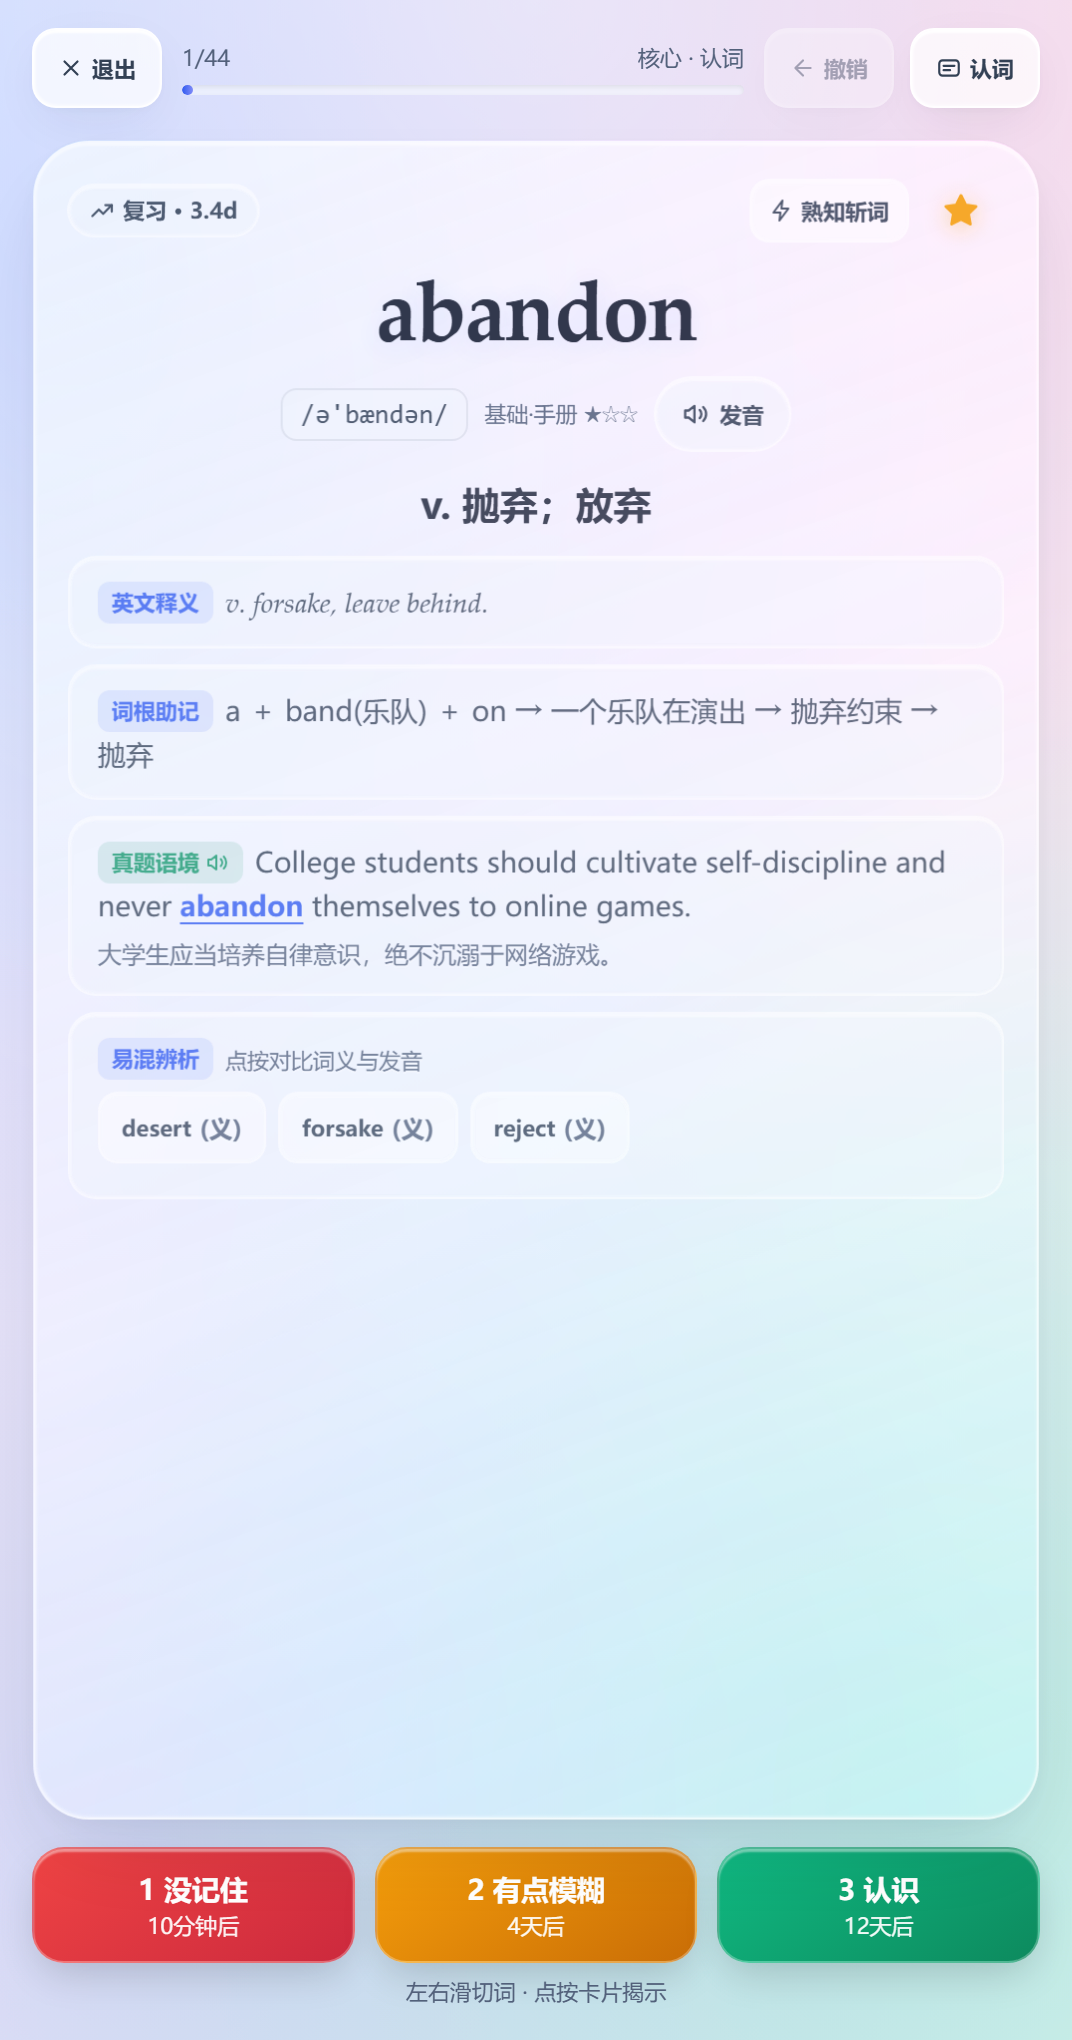 退出
1/44
核心 · 认词
撤销
认词
复习 • 3.4d
熟知斩词
abandon
/əˈbændən/
基础·手册 ★☆☆
发音
v. 抛弃；放弃
英文释义 v. forsake, leave behind.
词根助记 a + band(乐队) + on → 一个乐队在演出 → 抛弃约束 →
抛弃
真题语境 College students should cultivate self-discipline and
never abandon themselves to online games.
大学生应当培养自律意识，绝不沉溺于网络游戏。
易混辨析 点按对比词义与发音
desert (义) forsake (义) reject (义)
1 没记住
10分钟后
2 有点模糊
4天后
3 认识
12天后
左右滑切词 · 点按卡片揭示